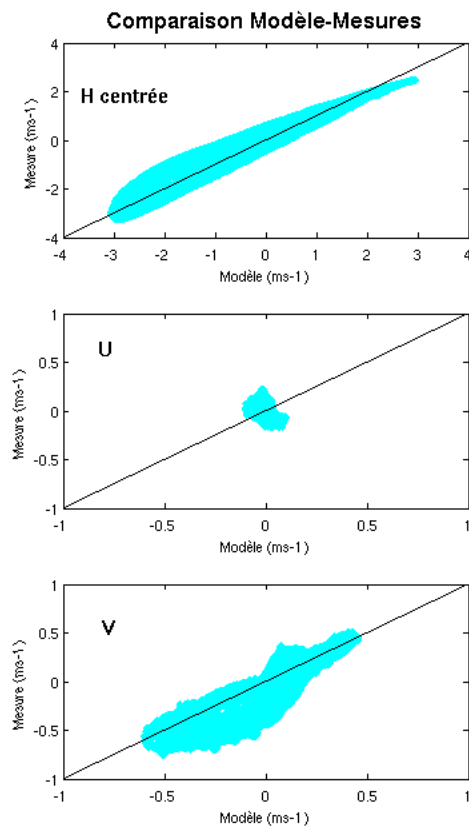 Comparaison Modèle-Mesures
4
2
0
-2
-4
Mesure (ms-1)
H centrée
-4 -3 -2 -1 0 1 2 3 4
Modèle (ms-1)
1
0.5
0
-0.5
-1
Mesure (ms-1)
U
-1 -0.5 0 0.5 1
Modèle (ms-1)
1
0.5
0
-0.5
-1
Mesure (ms-1)
V
-1 -0.5 0 0.5 1
Modèle (ms-1)